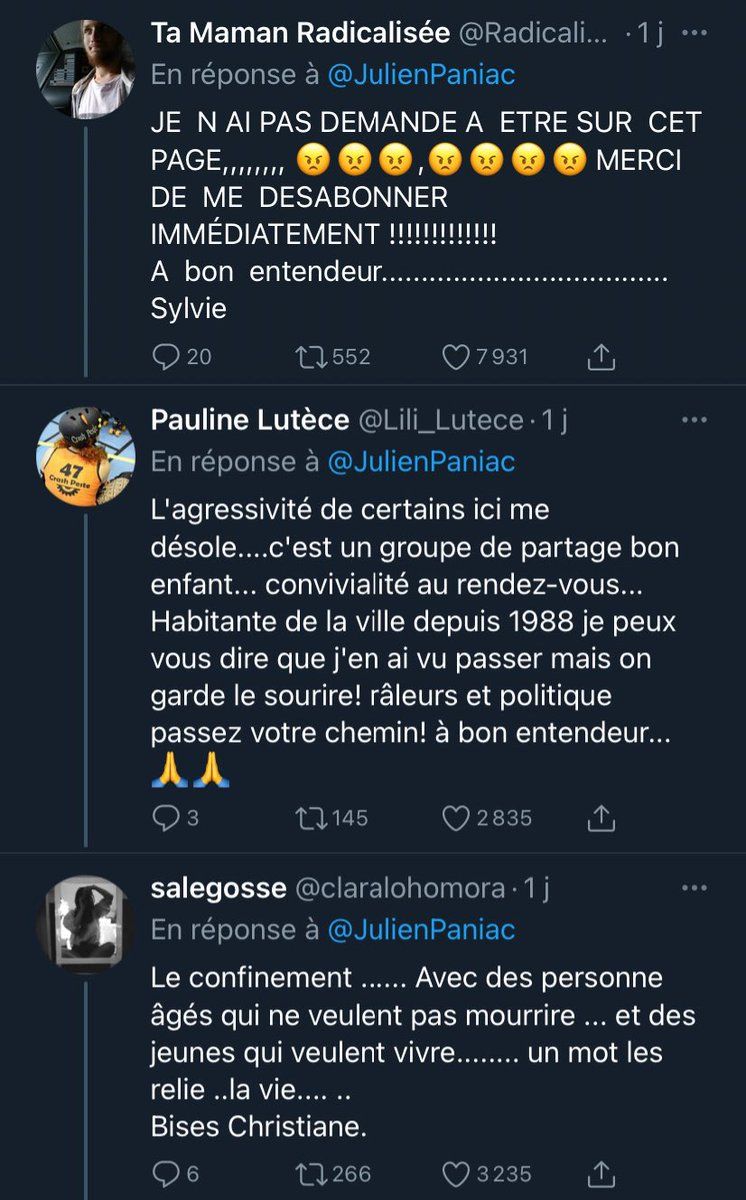 Ta Maman Radicalisée @Radicali... · 1 j
En réponse à @JulienPaniac
JE N AI PAS DEMANDE A ETRE SUR CET
PAGE,,,,,,,, 😠😠😠,😠😠😠😠 MERCI
DE ME DESABONNER
IMMÉDIATEMENT !!!!!!!!!!!!!
A bon entendeur....................................
Sylvie
20 552 7 931
47
Crash Peste
Pauline Lutèce @Lili_Lutece · 1 j
En réponse à @JulienPaniac
L'agressivité de certains ici me
désole....c'est un groupe de partage bon
enfant... convivialité au rendez-vous...
Habitante de la ville depuis 1988 je peux
vous dire que j'en ai vu passer mais on
garde le sourire! râleurs et politique
passez votre chemin! à bon entendeur...
🙏🙏
3 145 2 835
salegosse @claralohomora · 1 j
En réponse à @JulienPaniac
Le confinement ...... Avec des personne
âgés qui ne veulent pas mourrire ... et des
jeunes qui veulent vivre........ un mot les
relie ..la vie.... ..
Bises Christiane.
6 266 3 235